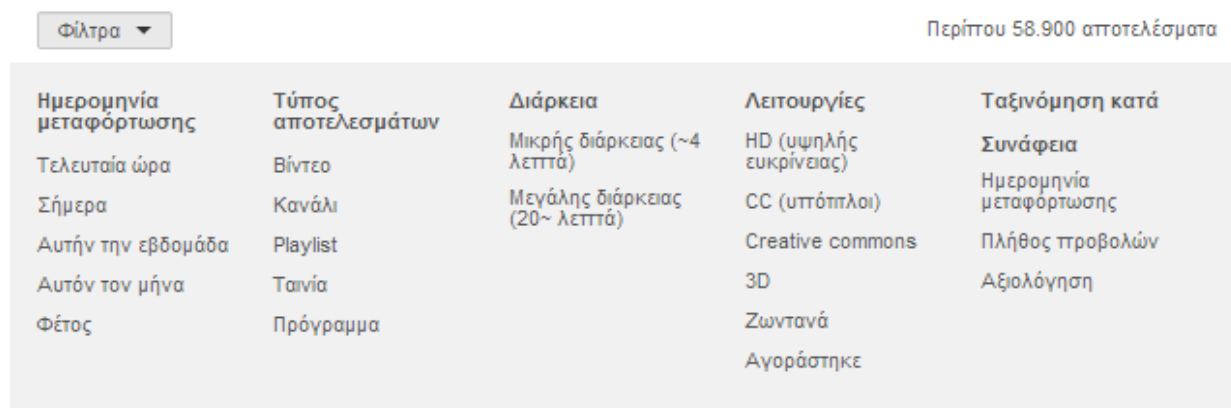 Φίλτρα
Περίπου 58.900 αποτελέσματα
Ημερομηνία
μεταφόρτωσης
Τελευταία ώρα
Σήμερα
Αυτήν την εβδομάδα
Αυτόν τον μήνα
Φέτος
Τύπος
αποτελεσμάτων
Βίντεο
Κανάλι
Playlist
Ταινία
Πρόγραμμα
Διάρκεια
Μικρής διάρκειας (~4
λεπτά)
Μεγάλης διάρκειας
(20~ λεπτά)
Λειτουργίες
HD (υψηλής
ευκρίνειας)
CC (υπότιτλοι)
Creative commons
3D
Ζωντανά
Αγοράστηκε
Ταξινόμηση κατά
Συνάφεια
Ημερομηνία
μεταφόρτωσης
Πλήθος προβολών
Αξιολόγηση